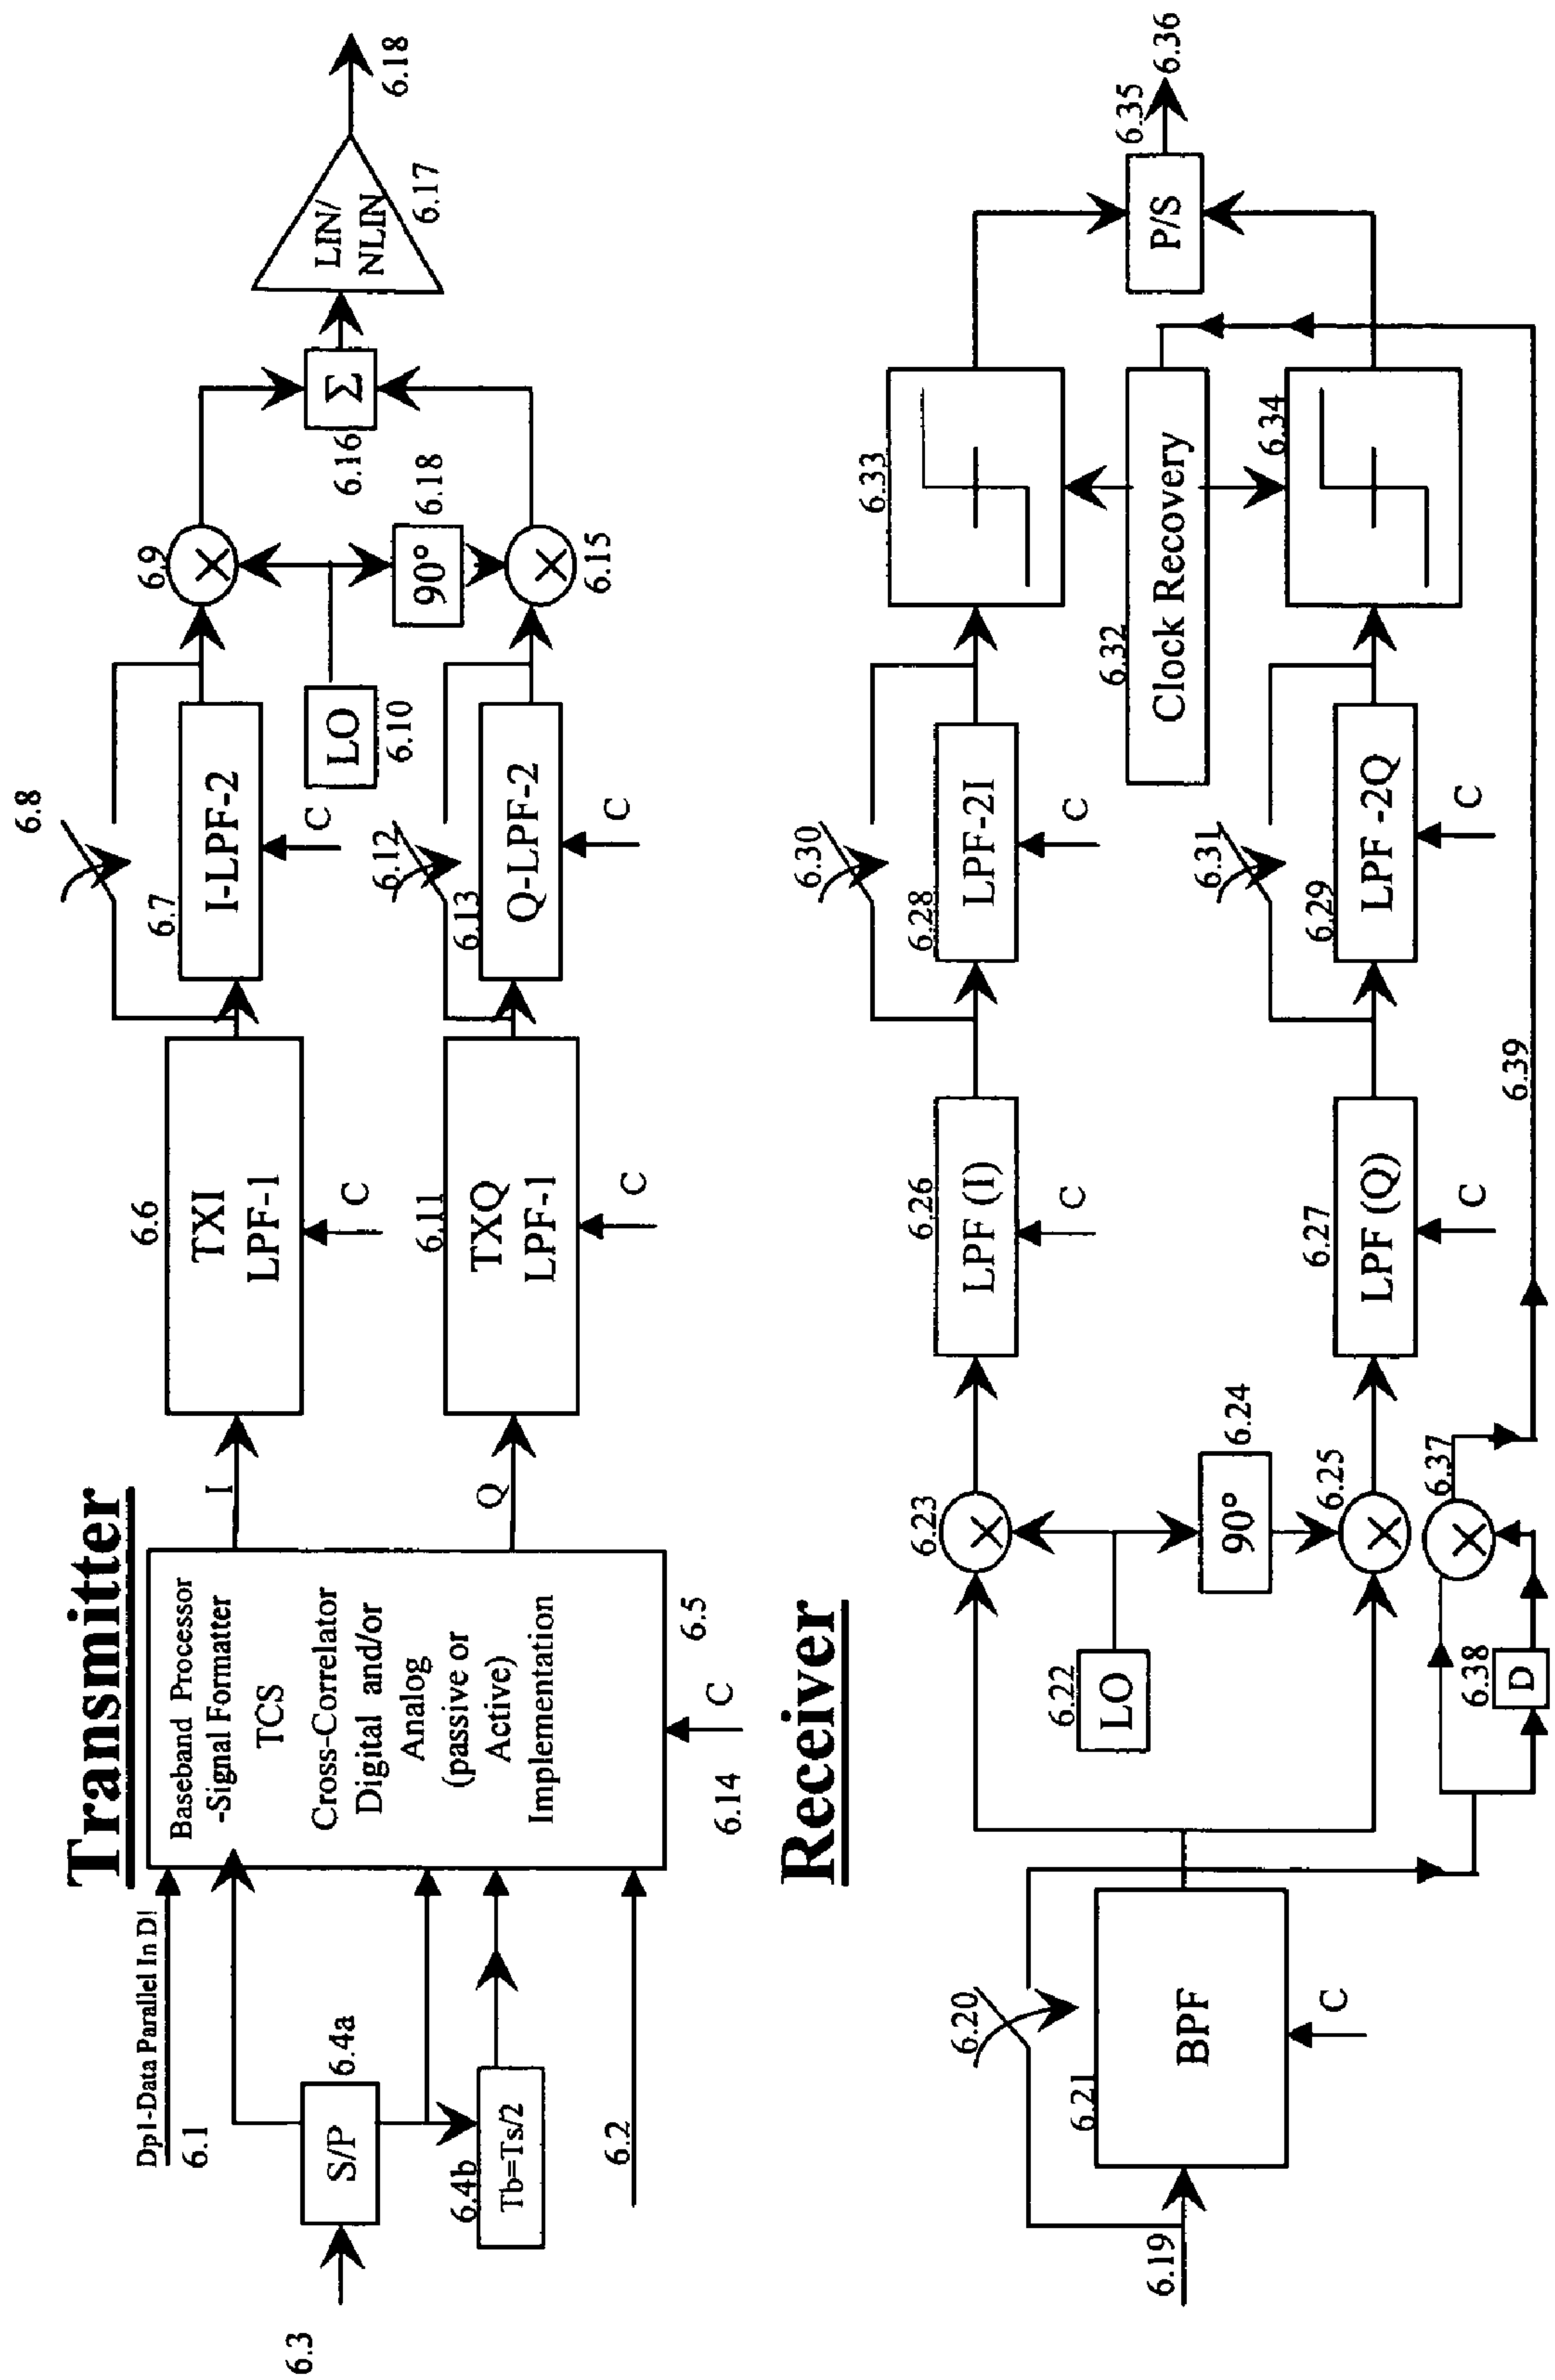 Transmitter
Dp1-Data Parallel In D!
6.1
6.3
S/P
6.4a
6.4b
Tb=Ts/2
6.2
Baseband Processor
-Signal Formatter
TCS
Cross-Correlator
Digital and/or
Analog
(passive or
Active)
Implementation
6.14
C
6.5
I
Q
6.6
TXI
LPF-1
C
6.11
TXQ
LPF-1
C
6.8
6.7
I-LPF-2
C
6.12
6.13
Q-LPF-2
C
LO
6.10
6.9
90°
6.18
6.15
6.16
Σ
LIN/
NLIN
6.17
6.18
Receiver
6.19
6.20
6.21
BPF
C
6.22
LO
6.23
90°
6.24
6.25
6.37
6.38
D
6.39
6.26
LPF (I)
C
6.27
LPF (Q)
C
6.30
6.28
LPF-2I
C
6.31
6.29
LPF -2Q
C
6.32
Clock Recovery
6.33
6.34
P/S
6.35
6.36